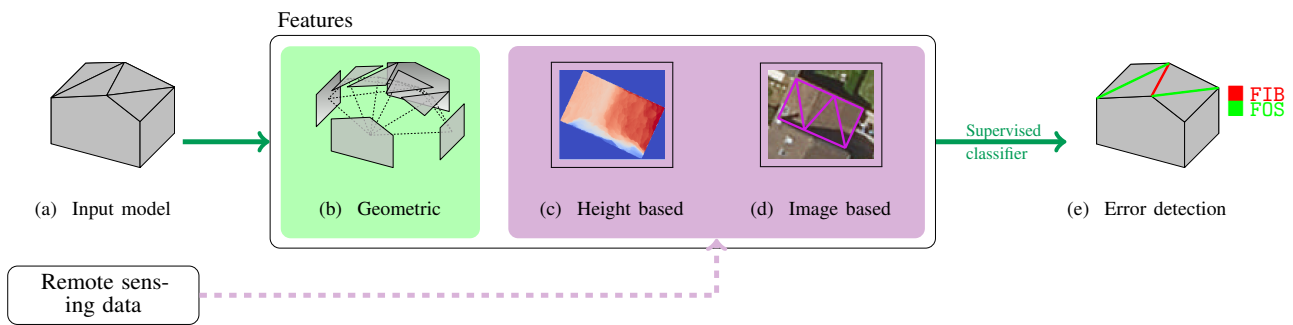 Features
(a) Input model
(b) Geometric
(c) Height based
(d) Image based
Supervised
classifier
FIB
FOS
(e) Error detection
Remote sens-
ing data